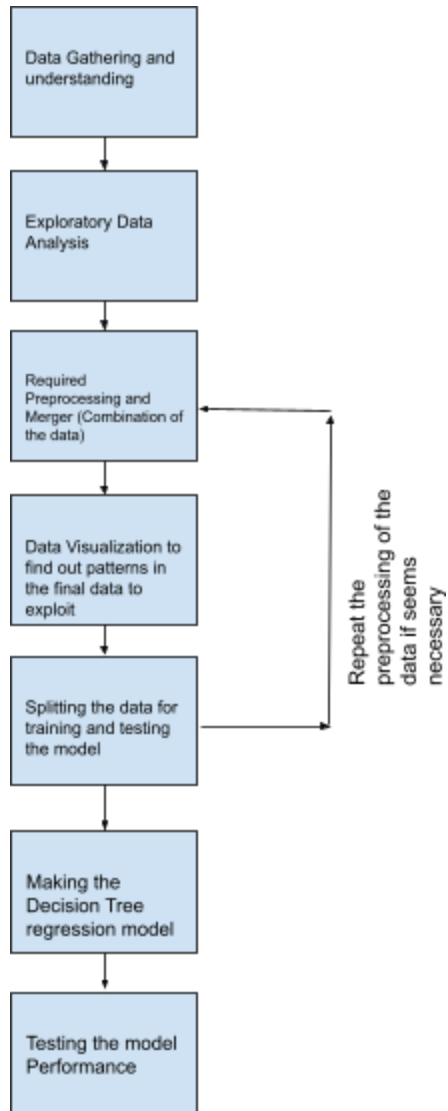 Data Gathering and
understanding
Exploratory Data
Analysis
Required
Preprocessing and
Merger (Combination of
the data)
Data Visualization to
find out patterns in
the final data to
exploit
Splitting the data for
training and testing
the model
Repeat the
preprocessing of the
data if seems
necessary
Making the
Decision Tree
regression model
Testing the model
Performance